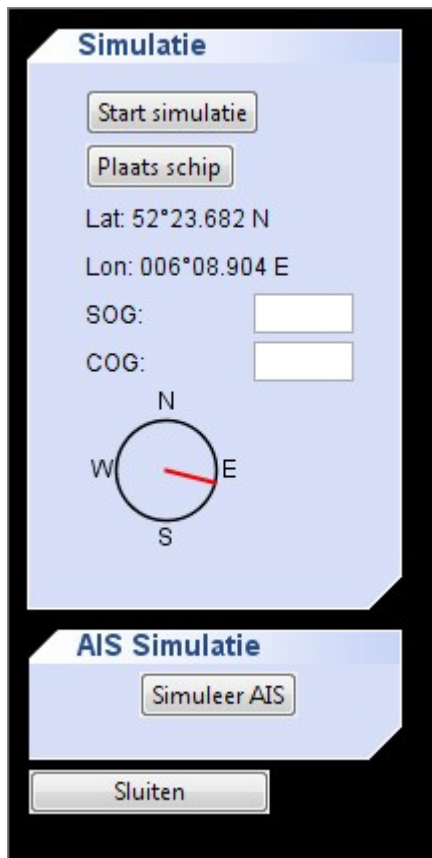 Simulatie
Start simulatie
Plaats schip
Lat: 52°23.682 N
Lon: 006°08.904 E
SOG:
COG:
N
W E
S
AIS Simulatie
Simuleer AIS
Sluiten